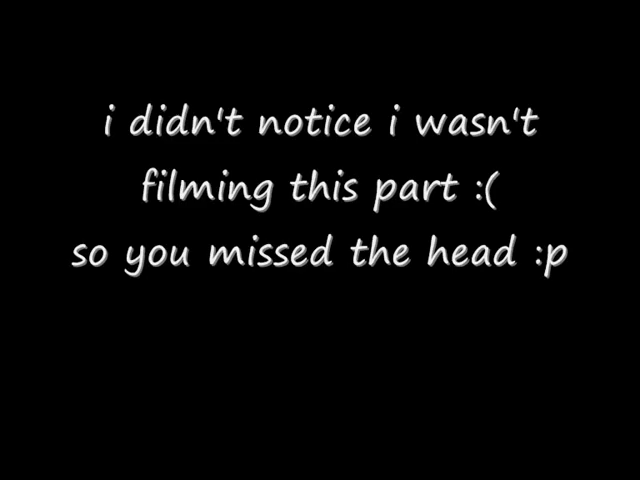 i didn't notice i wasn't
filming this part :(
so you missed the head :p